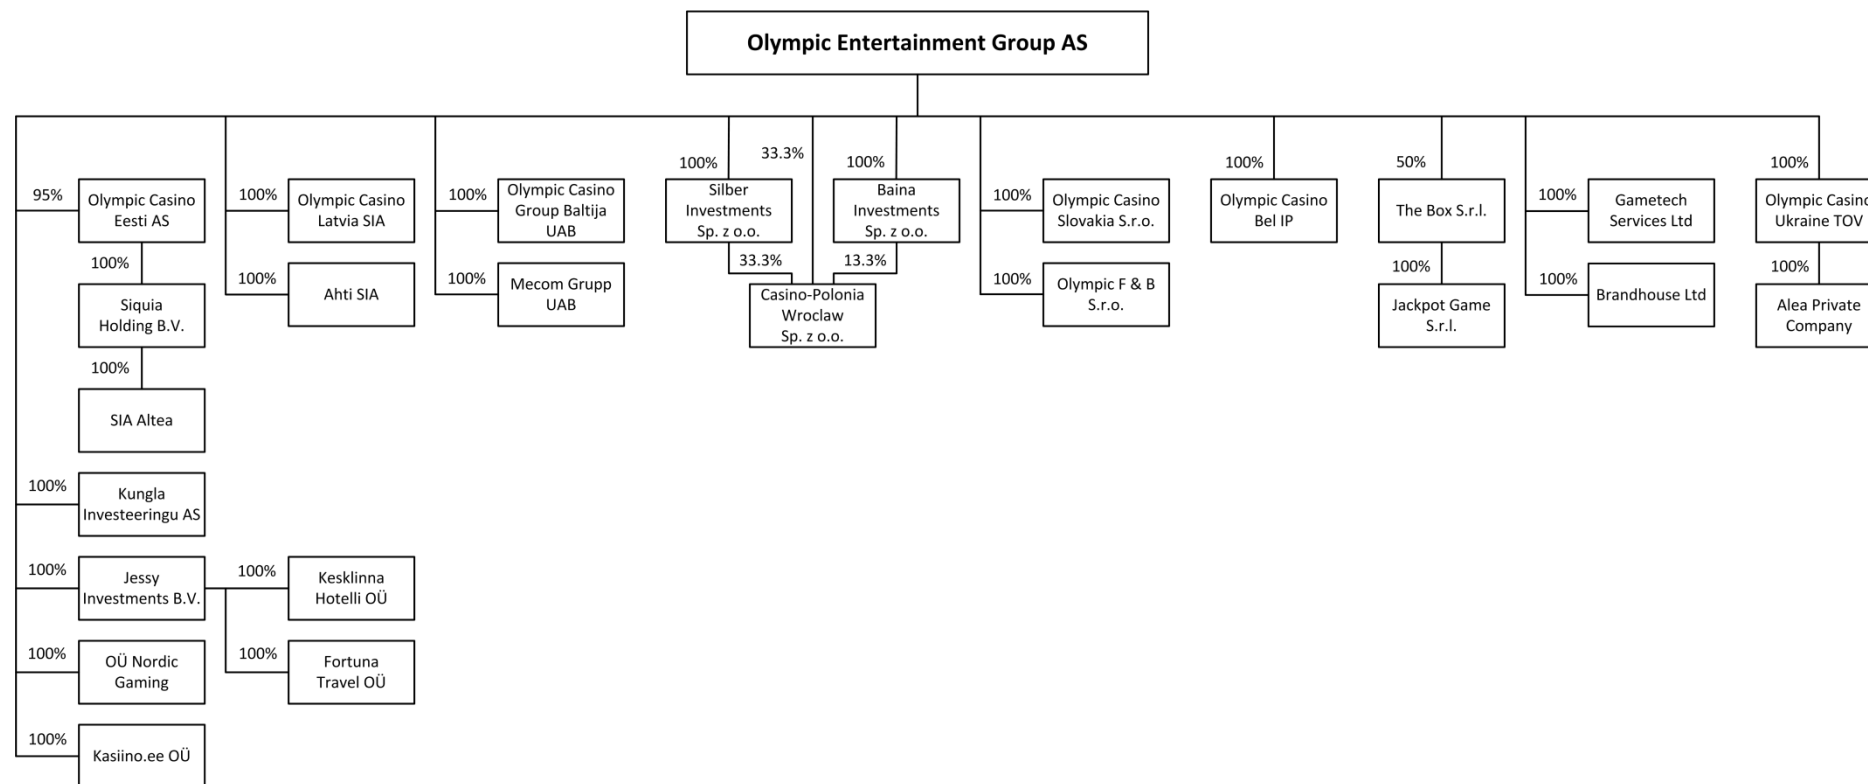 Olympic Entertainment Group AS
100%
33.3%
100%
100%
50%
100%
95%
Olympic Casino
Eesti AS
100%
Olympic Casino
Latvia SIA
100%
Olympic Casino
Group Baltija
UAB
Silber
Investments
Sp. z o.o.
Baina
Investments
Sp. z o.o.
100%
Olympic Casino
Slovakia S.r.o.
Olympic Casino
Bel IP
The Box S.r.l.
100%
Gametech
Services Ltd
Olympic Casino
Ukraine TOV
100%
33.3%
13.3%
100%
100%
100%
Ahti SIA
100%
Mecom Grupp
UAB
100%
Olympic F & B
S.r.o.
100%
Brandhouse Ltd
Siquia
Holding B.V.
Casino-Polonia
Wroclaw
Sp. z o.o.
Jackpot Game
S.r.l.
Alea Private
Company
100%
SIA Altea
100%
Kungla
Investeeringu AS
100%
Jessy
Investments B.V.
100%
Kesklinna
Hotelli OÜ
100%
OÜ Nordic
Gaming
100%
Fortuna
Travel OÜ
100%
Kasiino.ee OÜ